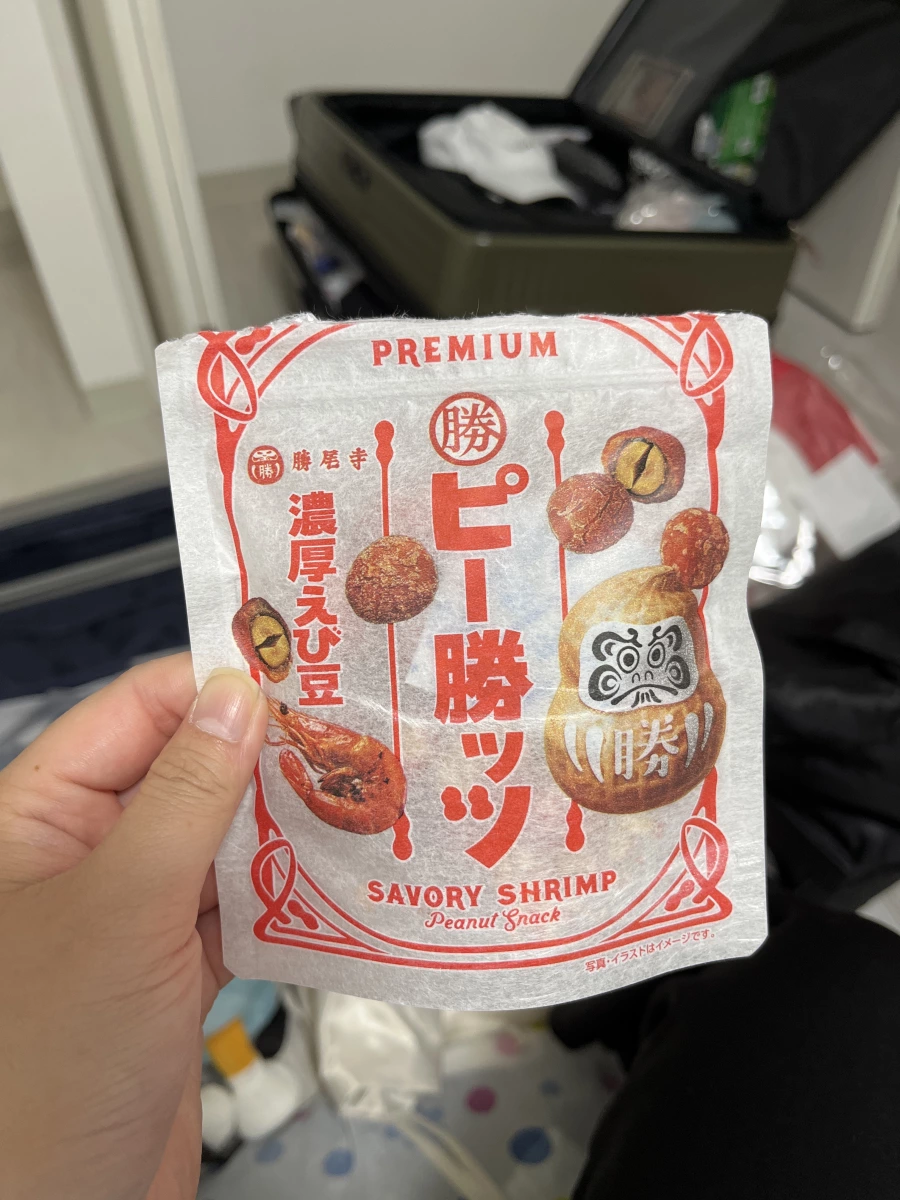 PREMIUM
勝
ピー勝ッツ
勝
勝尾寺
濃厚えび豆
勝
SAVORY SHRIMP
Peanut Snack
写真・イラストはイメージです。